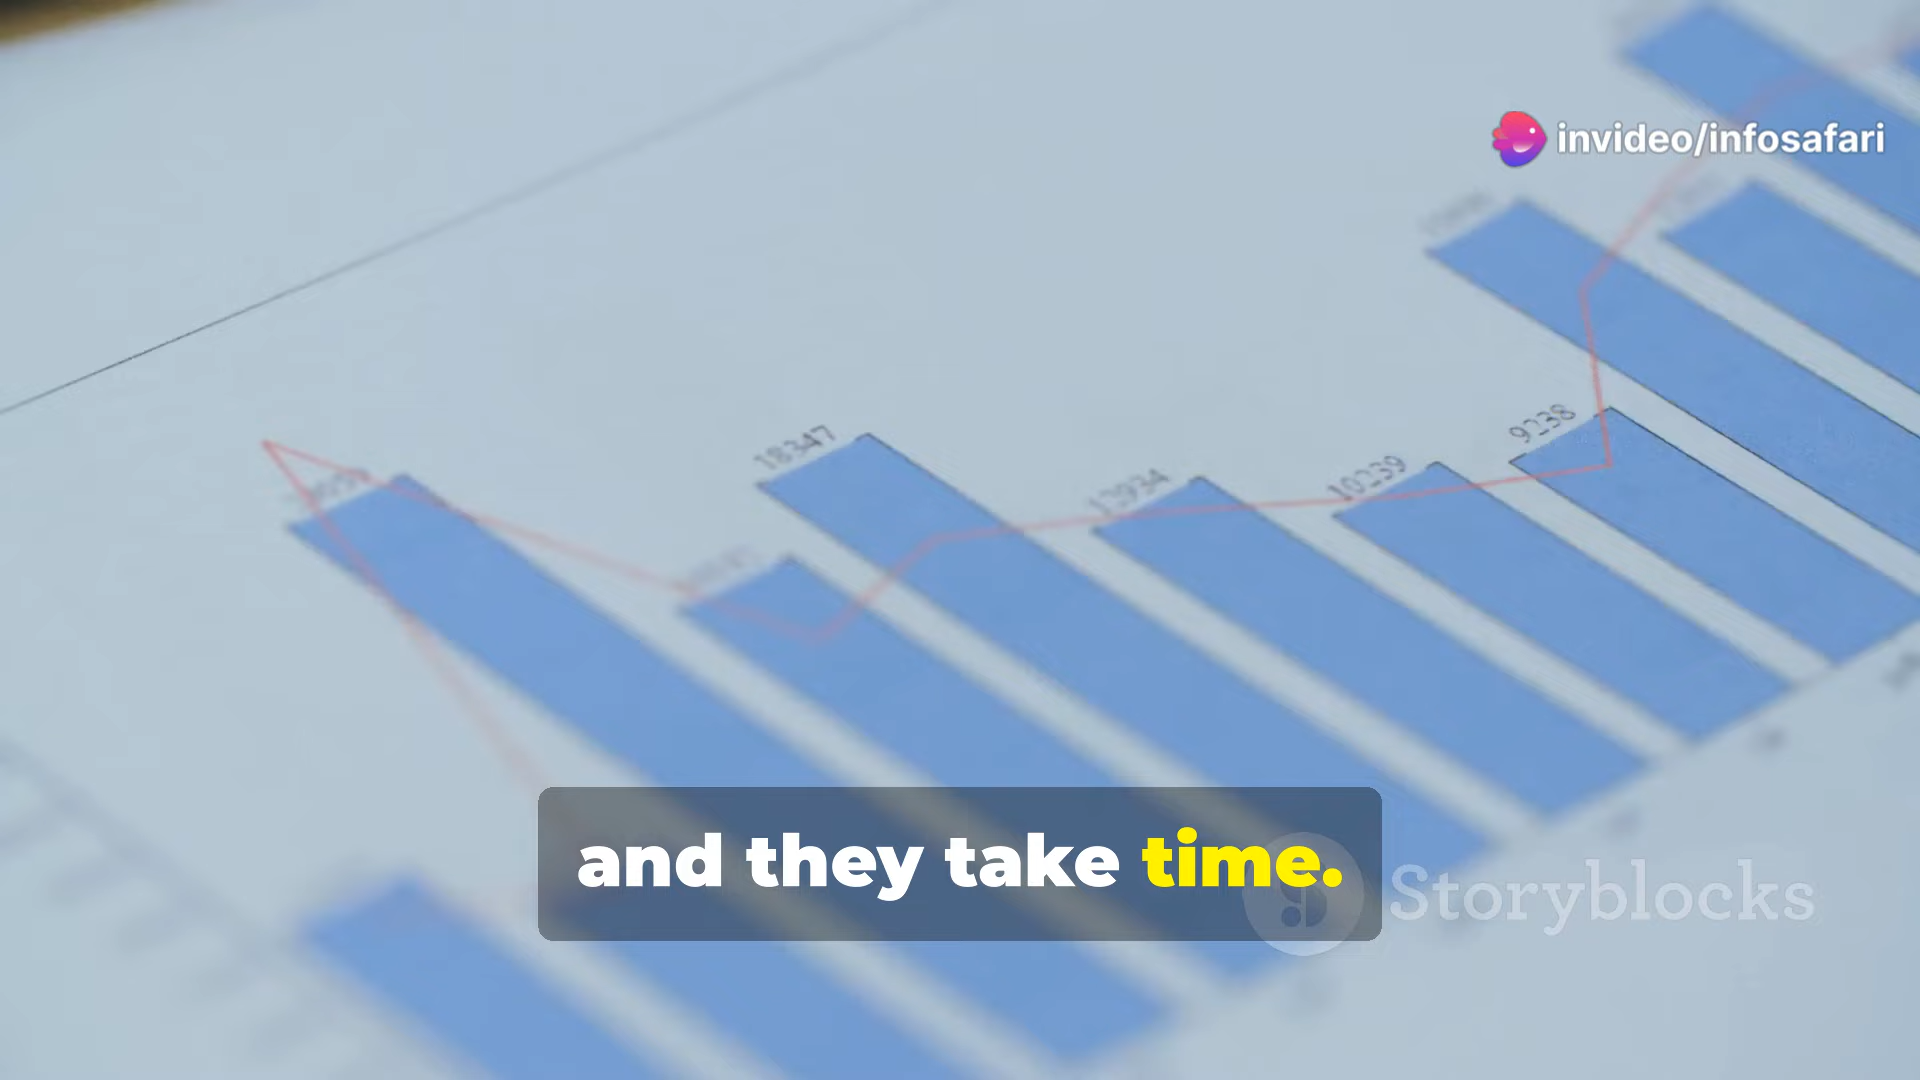 invideo/infosafari
18347
12934
10239
9238
and they take time.
Storyblocks